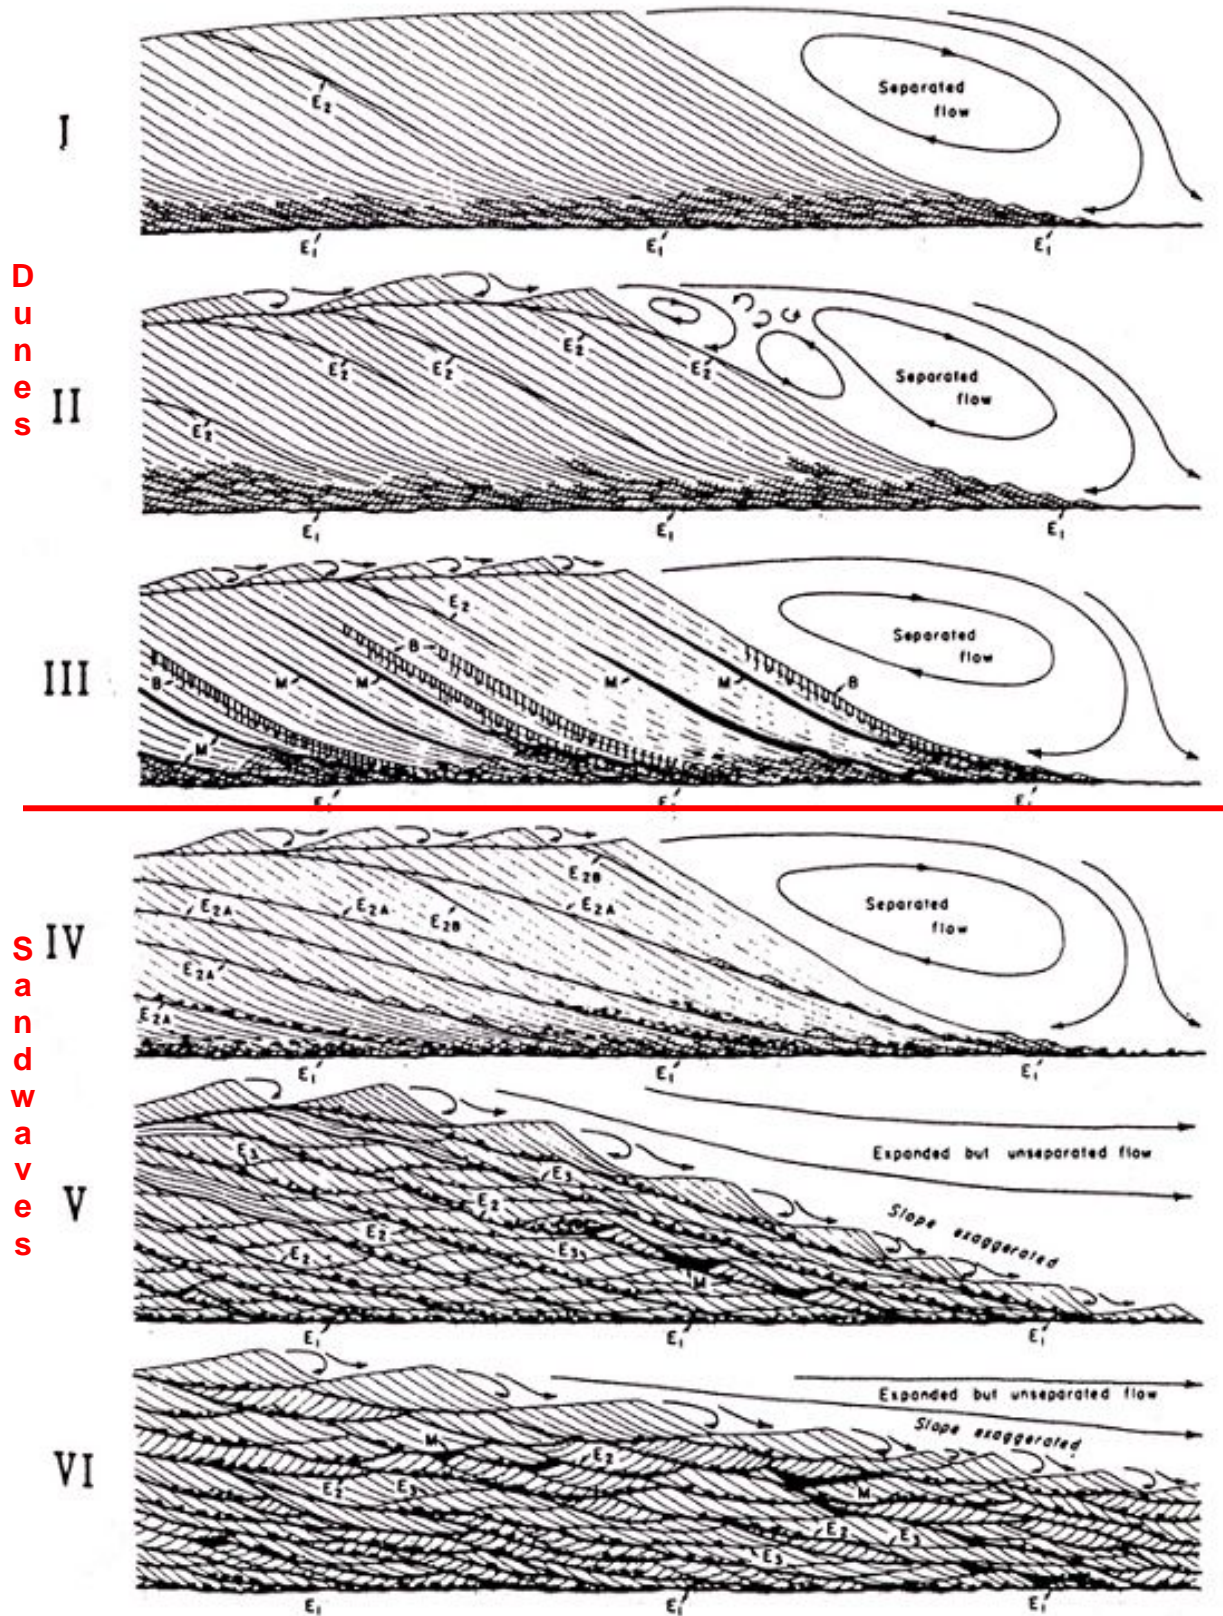 Dunes
I
E2
Separated
flow
E1' E1' E1'
II
E2' E2' E2' E2'
E2'
Separated
flow
E1' E1' E1'
III
E2
B
M M M M
B B
M
Separated
flow
E1' E1' E1'
Sandwaves
IV
E2B
E2A E2A E2B E2A
E2A
E2A
Separated
flow
E1' E1' E1'
V
E3 E3
E2
E2
E2 E3
M
Expanded but unseparated flow
Slope exaggerated
E1' E1' E1'
VI
Expanded but unseparated flow
Slope exaggerated
M E2
E2 E3 M
E2 E3
E3
E1 E1' E1'